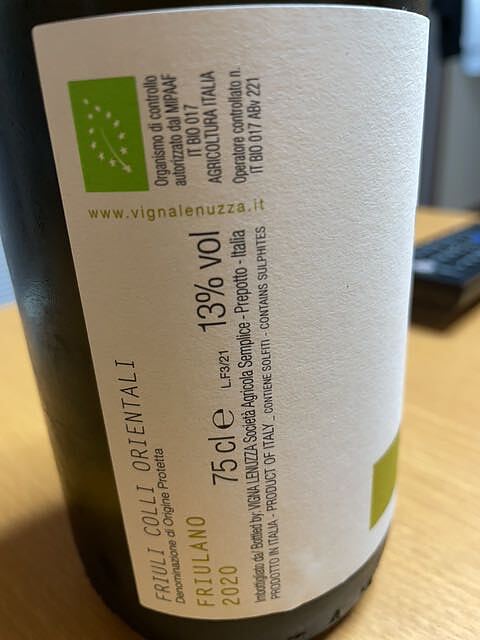 FRIULI COLLI ORIENTALI
Denominazione di Origine Protetta
FRIULANO
2020
75 cl e L.F3/21 13% vol
Imbottigliato da/ Bottled by: VIGNA LENUZZA Società Agricola Semplice - Prepotto - Italia
PRODOTTO IN ITALIA - PRODUCT OF ITALY _ CONTIENE SOLFITI - CONTAINS SULPHITES
www.vignalenuzza.it
Organismo di controllo
autorizzato dal MIPAAF
IT BIO 017
AGRICOLTURA ITALIA
Operatore controllato n.
IT BIO 017 ABv 221